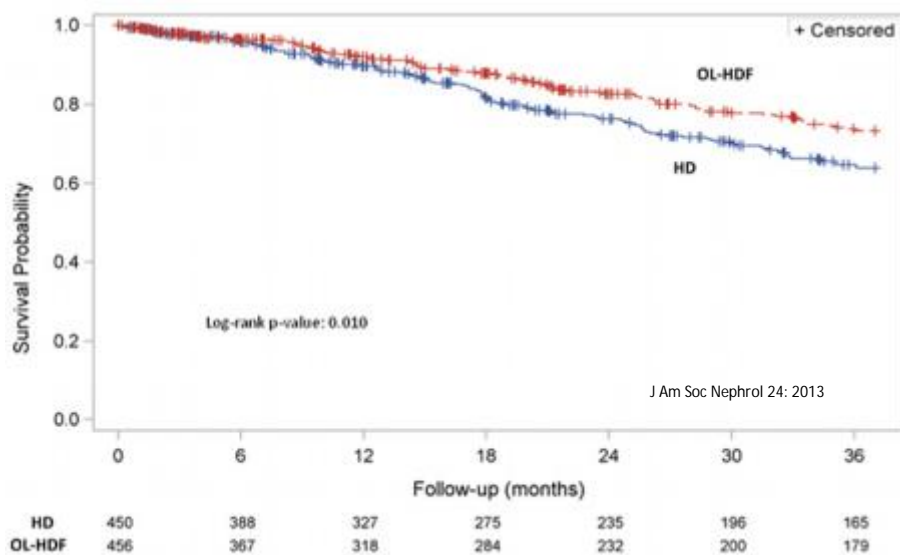 + Censored
OL-HDF
HD
Log-rank p-value: 0.010
J Am Soc Nephrol 24: 2013
Survival Probability
1.0
0.8
0.6
0.4
0.2
0.0
0 6 12 18 24 30 36
Follow-up (months)
HD 450 388 327 275 235 196 165
OL-HDF 456 367 318 284 232 200 179